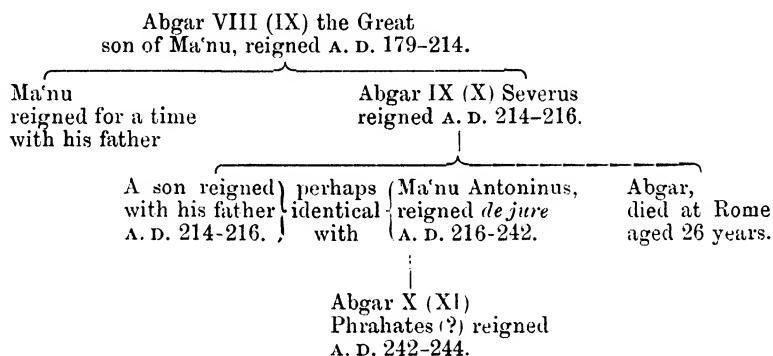 Abgar VIII (IX) the Great
son of Ma‘nu, reigned A. D. 179–214.
Ma‘nu
reigned for a time
with his father
Abgar IX (X) Severus
reigned A. D. 214–216.
A son reigned
with his father
A. D. 214-216.
perhaps
identical
with
Ma‘nu Antoninus,
reigned de jure
A. D. 216-242.
Abgar,
died at Rome
aged 26 years.
Abgar X (XI)
Phrahates (?) reigned
A. D. 242–244.